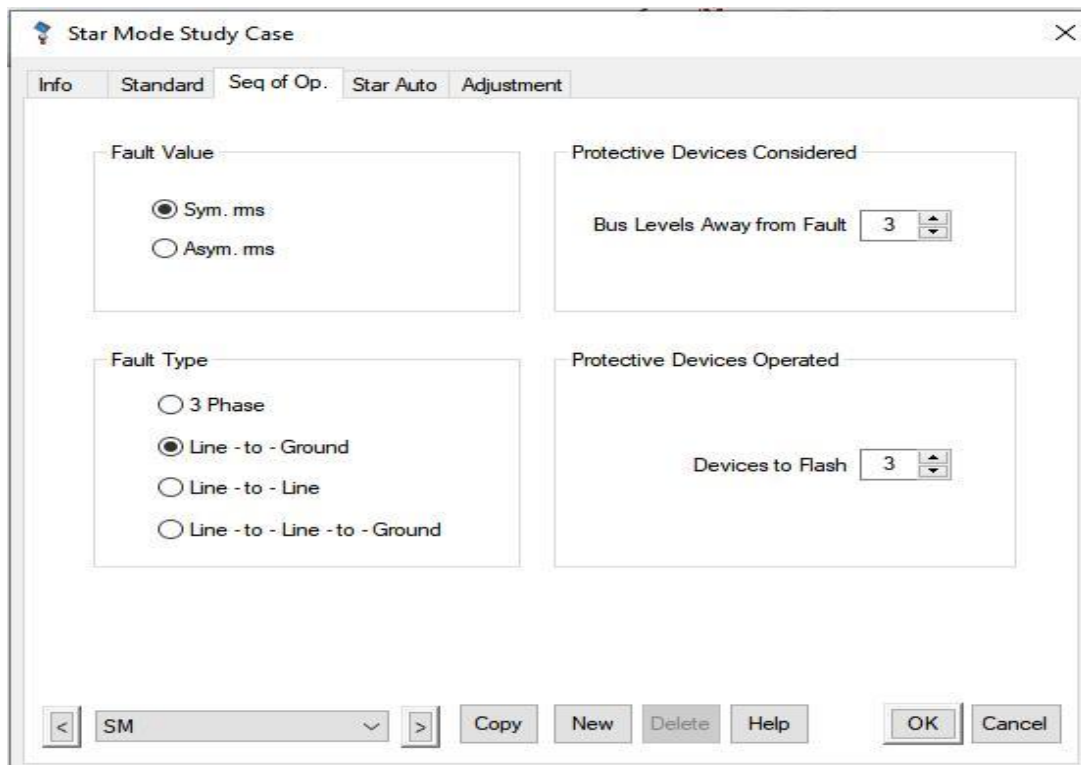 Star Mode Study Case
Info Standard Seq of Op. Star Auto Adjustment
Fault Value
Sym. rms
Asym. rms
Protective Devices Considered
Bus Levels Away from Fault 3
Fault Type
3 Phase
Line - to - Ground
Line - to - Line
Line - to - Line - to - Ground
Protective Devices Operated
Devices to Flash 3
< SM > Copy New Delete Help OK Cancel